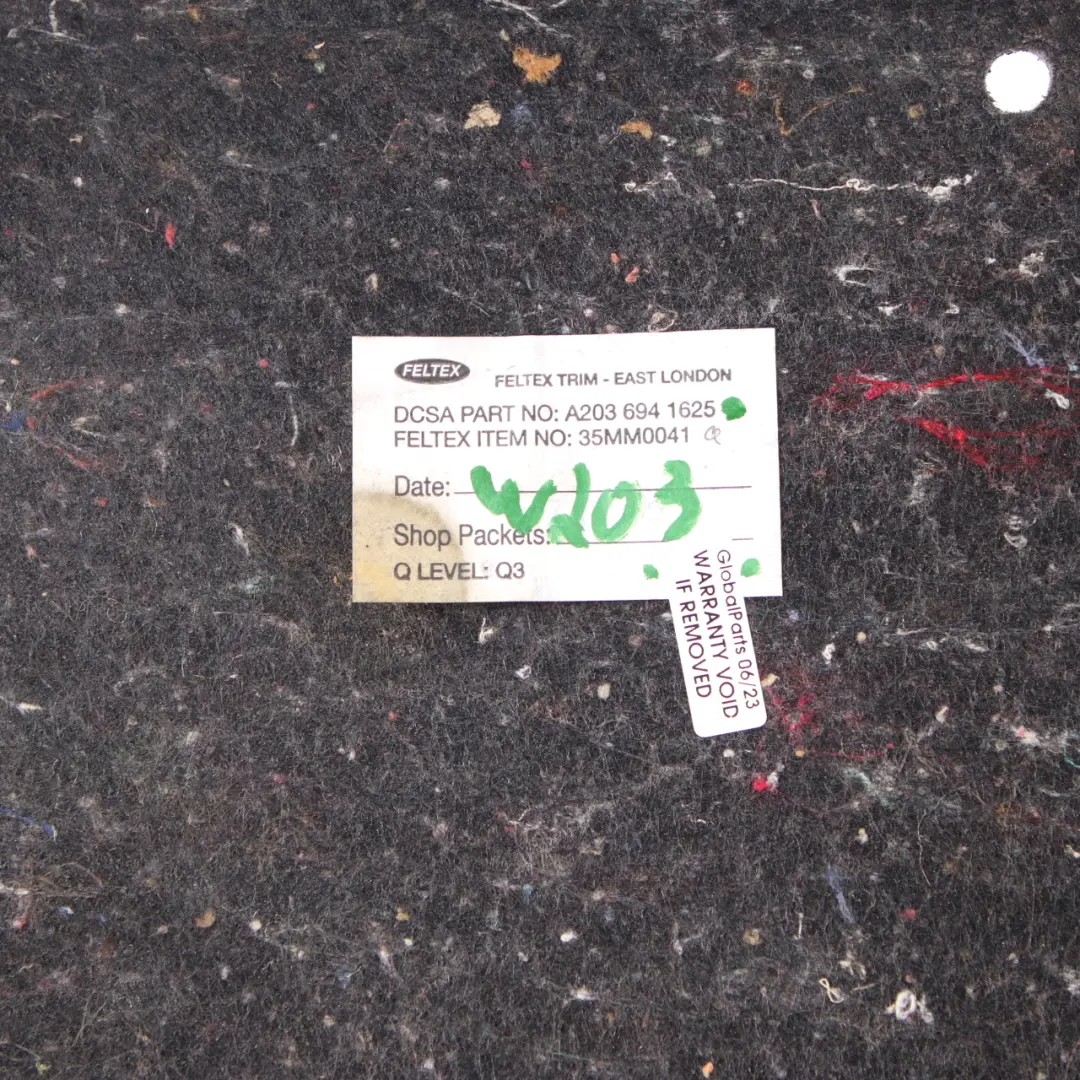 FELTEX
FELTEX TRIM - EAST LONDON
DCSA PART NO: A203 694 1625
FELTEX ITEM NO: 35MM0041
Date:
W203
Shop Packets:
Q LEVEL: Q3
GlobalParts 06/23
WARRANTY VOID
IF REMOVED